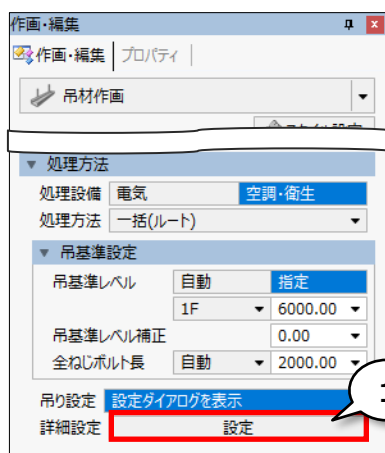 作画・編集
作画・編集 プロパティ
吊材作画
処理方法
処理設備 電気 空調・衛生
処理方法 一括(ルート)
吊基準設定
吊基準レベル 自動 指定
1F 6000.00
吊基準レベル補正 0.00
全ねじボルト長 自動 2000.00
吊り設定 設定ダイアログを表示
詳細設定 設定
1